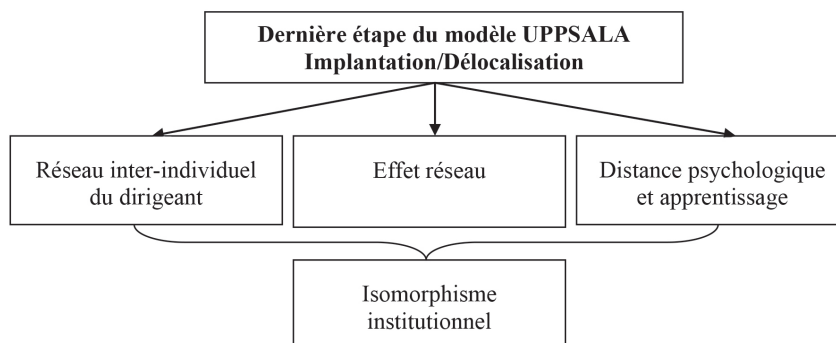 Dernière étape du modèle UPPSALA
Implantation/Délocalisation
Réseau inter-individuel
du dirigeant
Effet réseau
Distance psychologique
et apprentissage
Isomorphisme
institutionnel